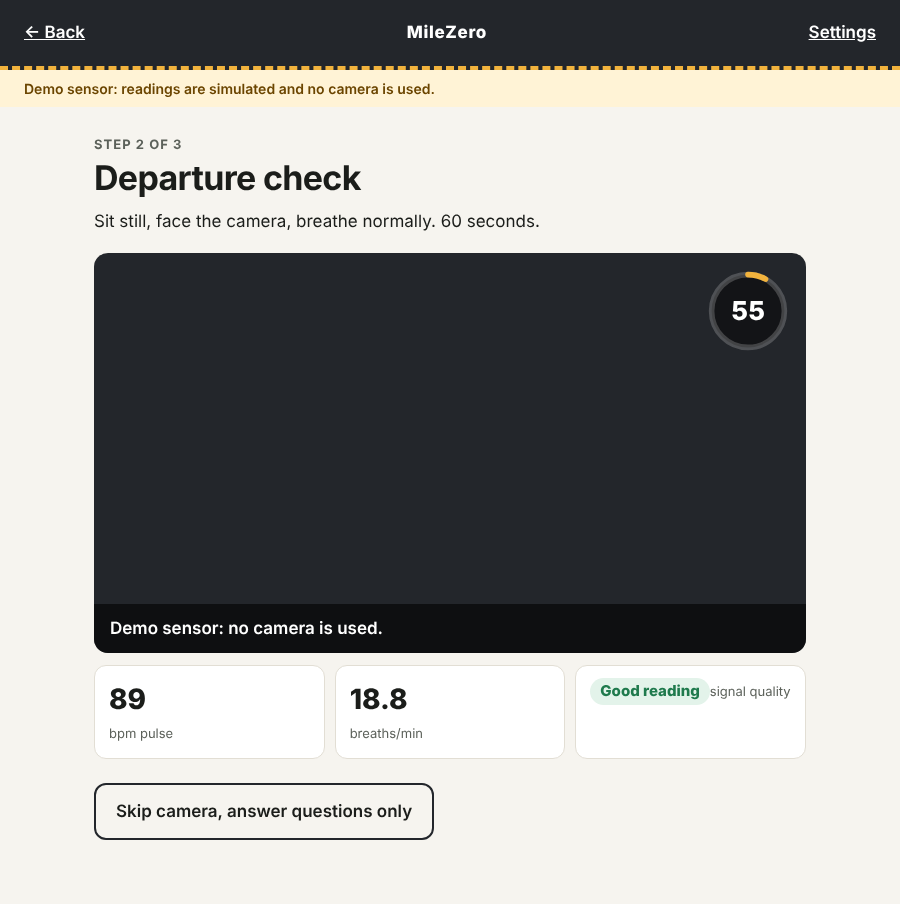 ← Back
MileZero
Settings
Demo sensor: readings are simulated and no camera is used.
STEP 2 OF 3
Departure check
Sit still, face the camera, breathe normally. 60 seconds.
55
Demo sensor: no camera is used.
89
bpm pulse
18.8
breaths/min
Good reading signal quality
Skip camera, answer questions only